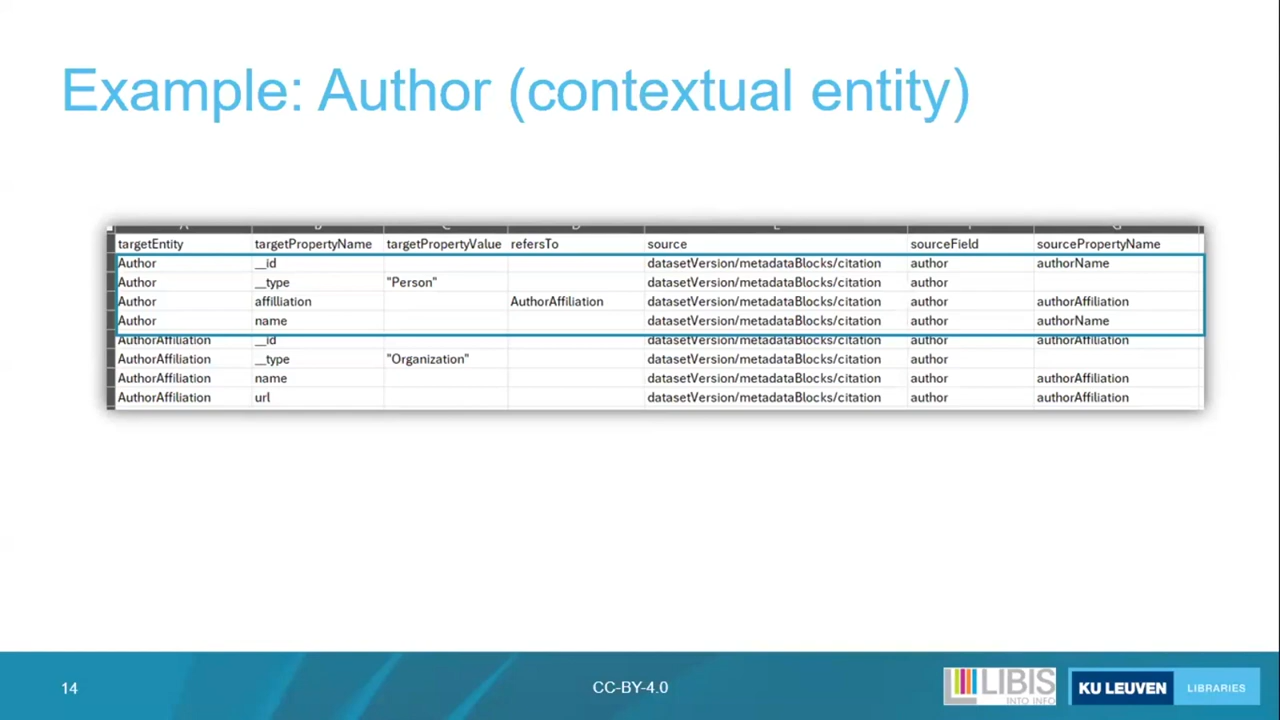 Example: Author (contextual entity)
targetEntity targetPropertyName targetPropertyValue refersTo source sourceField sourcePropertyName
Author __id datasetVersion/metadataBlocks/citation author authorName
Author __type "Person" datasetVersion/metadataBlocks/citation author
Author affilliation AuthorAffiliation datasetVersion/metadataBlocks/citation author authorAffiliation
Author name datasetVersion/metadataBlocks/citation author authorName
AuthorAffiliation __id datasetVersion/metadataBlocks/citation author authorAffiliation
AuthorAffiliation __type "Organization" datasetVersion/metadataBlocks/citation author
AuthorAffiliation name datasetVersion/metadataBlocks/citation author authorAffiliation
AuthorAffiliation url datasetVersion/metadataBlocks/citation author authorAffiliation
14 CC-BY-4.0 LIBIS INTO INFO KU LEUVEN LIBRARIES